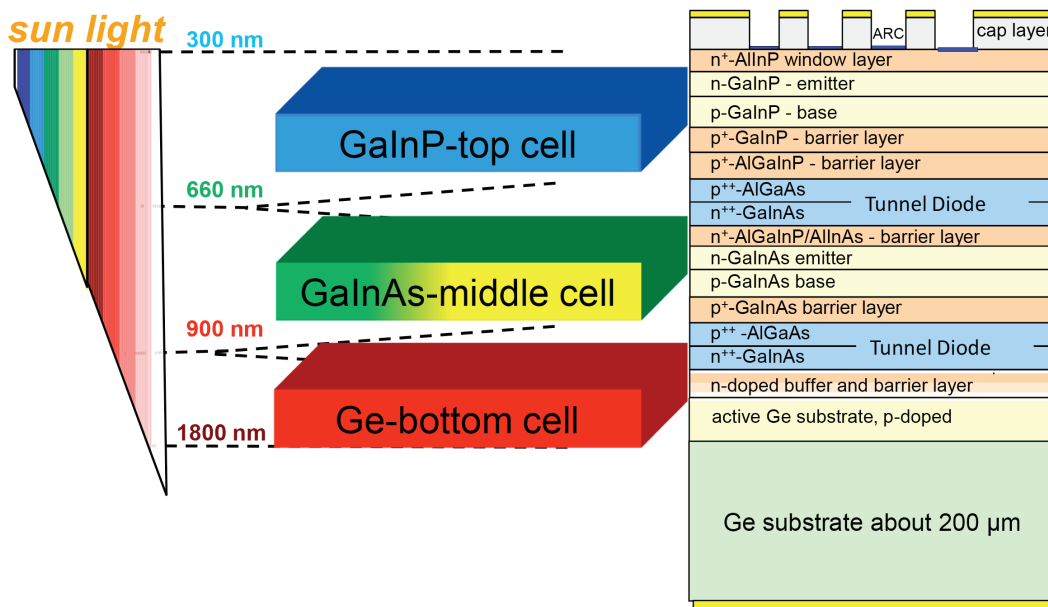 sun light
300 nm
660 nm
900 nm
1800 nm
GaInP-top cell
GaInAs-middle cell
Ge-bottom cell
ARC
cap layer
n⁺-AlInP window layer
n-GaInP - emitter
p-GaInP - base
p⁺-GaInP - barrier layer
p⁺-AlGaInP - barrier layer
p⁺⁺-AlGaAs
Tunnel Diode
n⁺⁺-GaInAs
n⁺-AlGaInP/AlInAs - barrier layer
n-GaInAs emitter
p-GaInAs base
p⁺-GaInAs barrier layer
p⁺⁺ -AlGaAs
Tunnel Diode
n⁺⁺-GaInAs
n-doped buffer and barrier layer
active Ge substrate, p-doped
Ge substrate about 200 µm